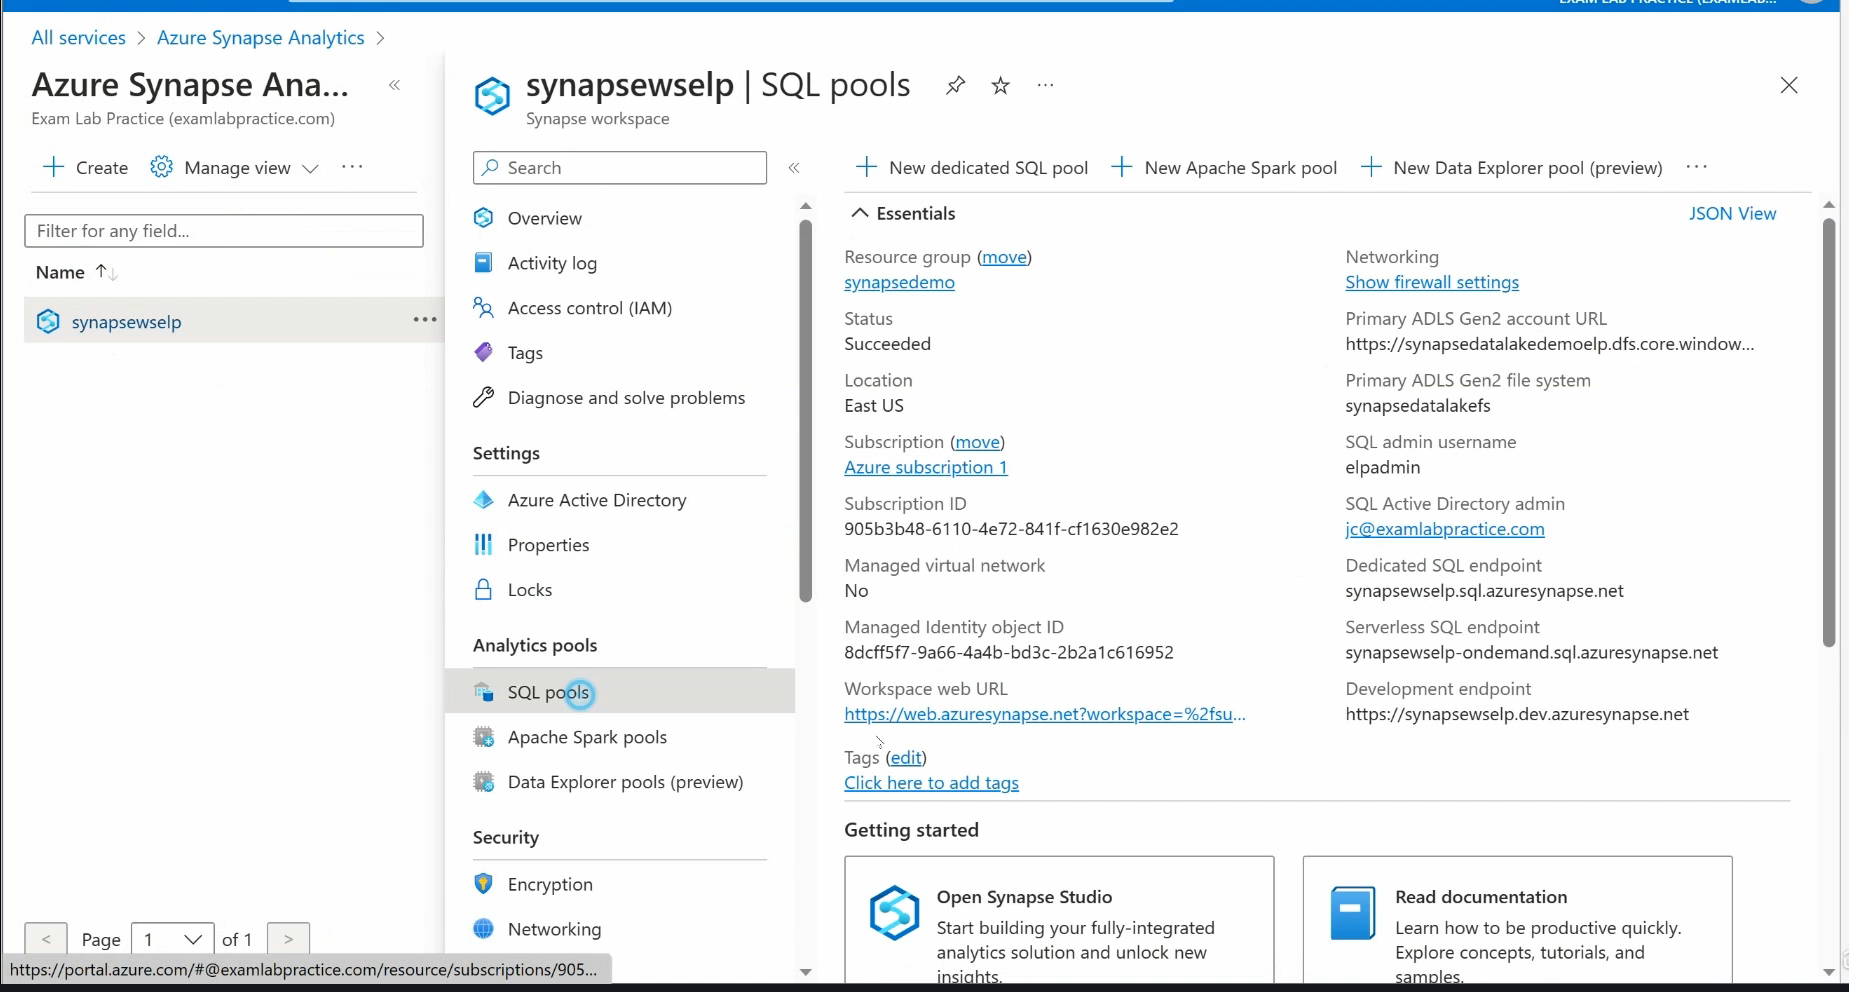 All services > Azure Synapse Analytics >
Azure Synapse Ana... «
Exam Lab Practice (examlabpractice.com)
+ Create Manage view ...
Filter for any field...
Name ↑↓
synapsewselp ...
< Page 1 of 1 >
https://portal.azure.com/#@examlabpractice.com/resource/subscriptions/905...
synapsewselp | SQL pools ...
Synapse workspace
Search «
Overview
Activity log
Access control (IAM)
Tags
Diagnose and solve problems
Settings
Azure Active Directory
Properties
Locks
Analytics pools
SQL pools
Apache Spark pools
Data Explorer pools (preview)
Security
Encryption
Networking
+ New dedicated SQL pool + New Apache Spark pool + New Data Explorer pool (preview) ...
Essentials JSON View
Resource group (move)
synapsedemo
Status
Succeeded
Location
East US
Subscription (move)
Azure subscription 1
Subscription ID
905b3b48-6110-4e72-841f-cf1630e982e2
Managed virtual network
No
Managed Identity object ID
8dcff5f7-9a66-4a4b-bd3c-2b2a1c616952
Workspace web URL
https://web.azuresynapse.net?workspace=%2fsu...
Tags (edit)
Click here to add tags
Networking
Show firewall settings
Primary ADLS Gen2 account URL
https://synapsedatalakedemoelp.dfs.core.window...
Primary ADLS Gen2 file system
synapsedatalakefs
SQL admin username
elpadmin
SQL Active Directory admin
jc@examlabpractice.com
Dedicated SQL endpoint
synapsewselp.sql.azuresynapse.net
Serverless SQL endpoint
synapsewselp-ondemand.sql.azuresynapse.net
Development endpoint
https://synapsewselp.dev.azuresynapse.net
Getting started
Open Synapse Studio
Start building your fully-integrated
analytics solution and unlock new
insights.
Read documentation
Learn how to be productive quickly.
Explore concepts, tutorials, and
samples.